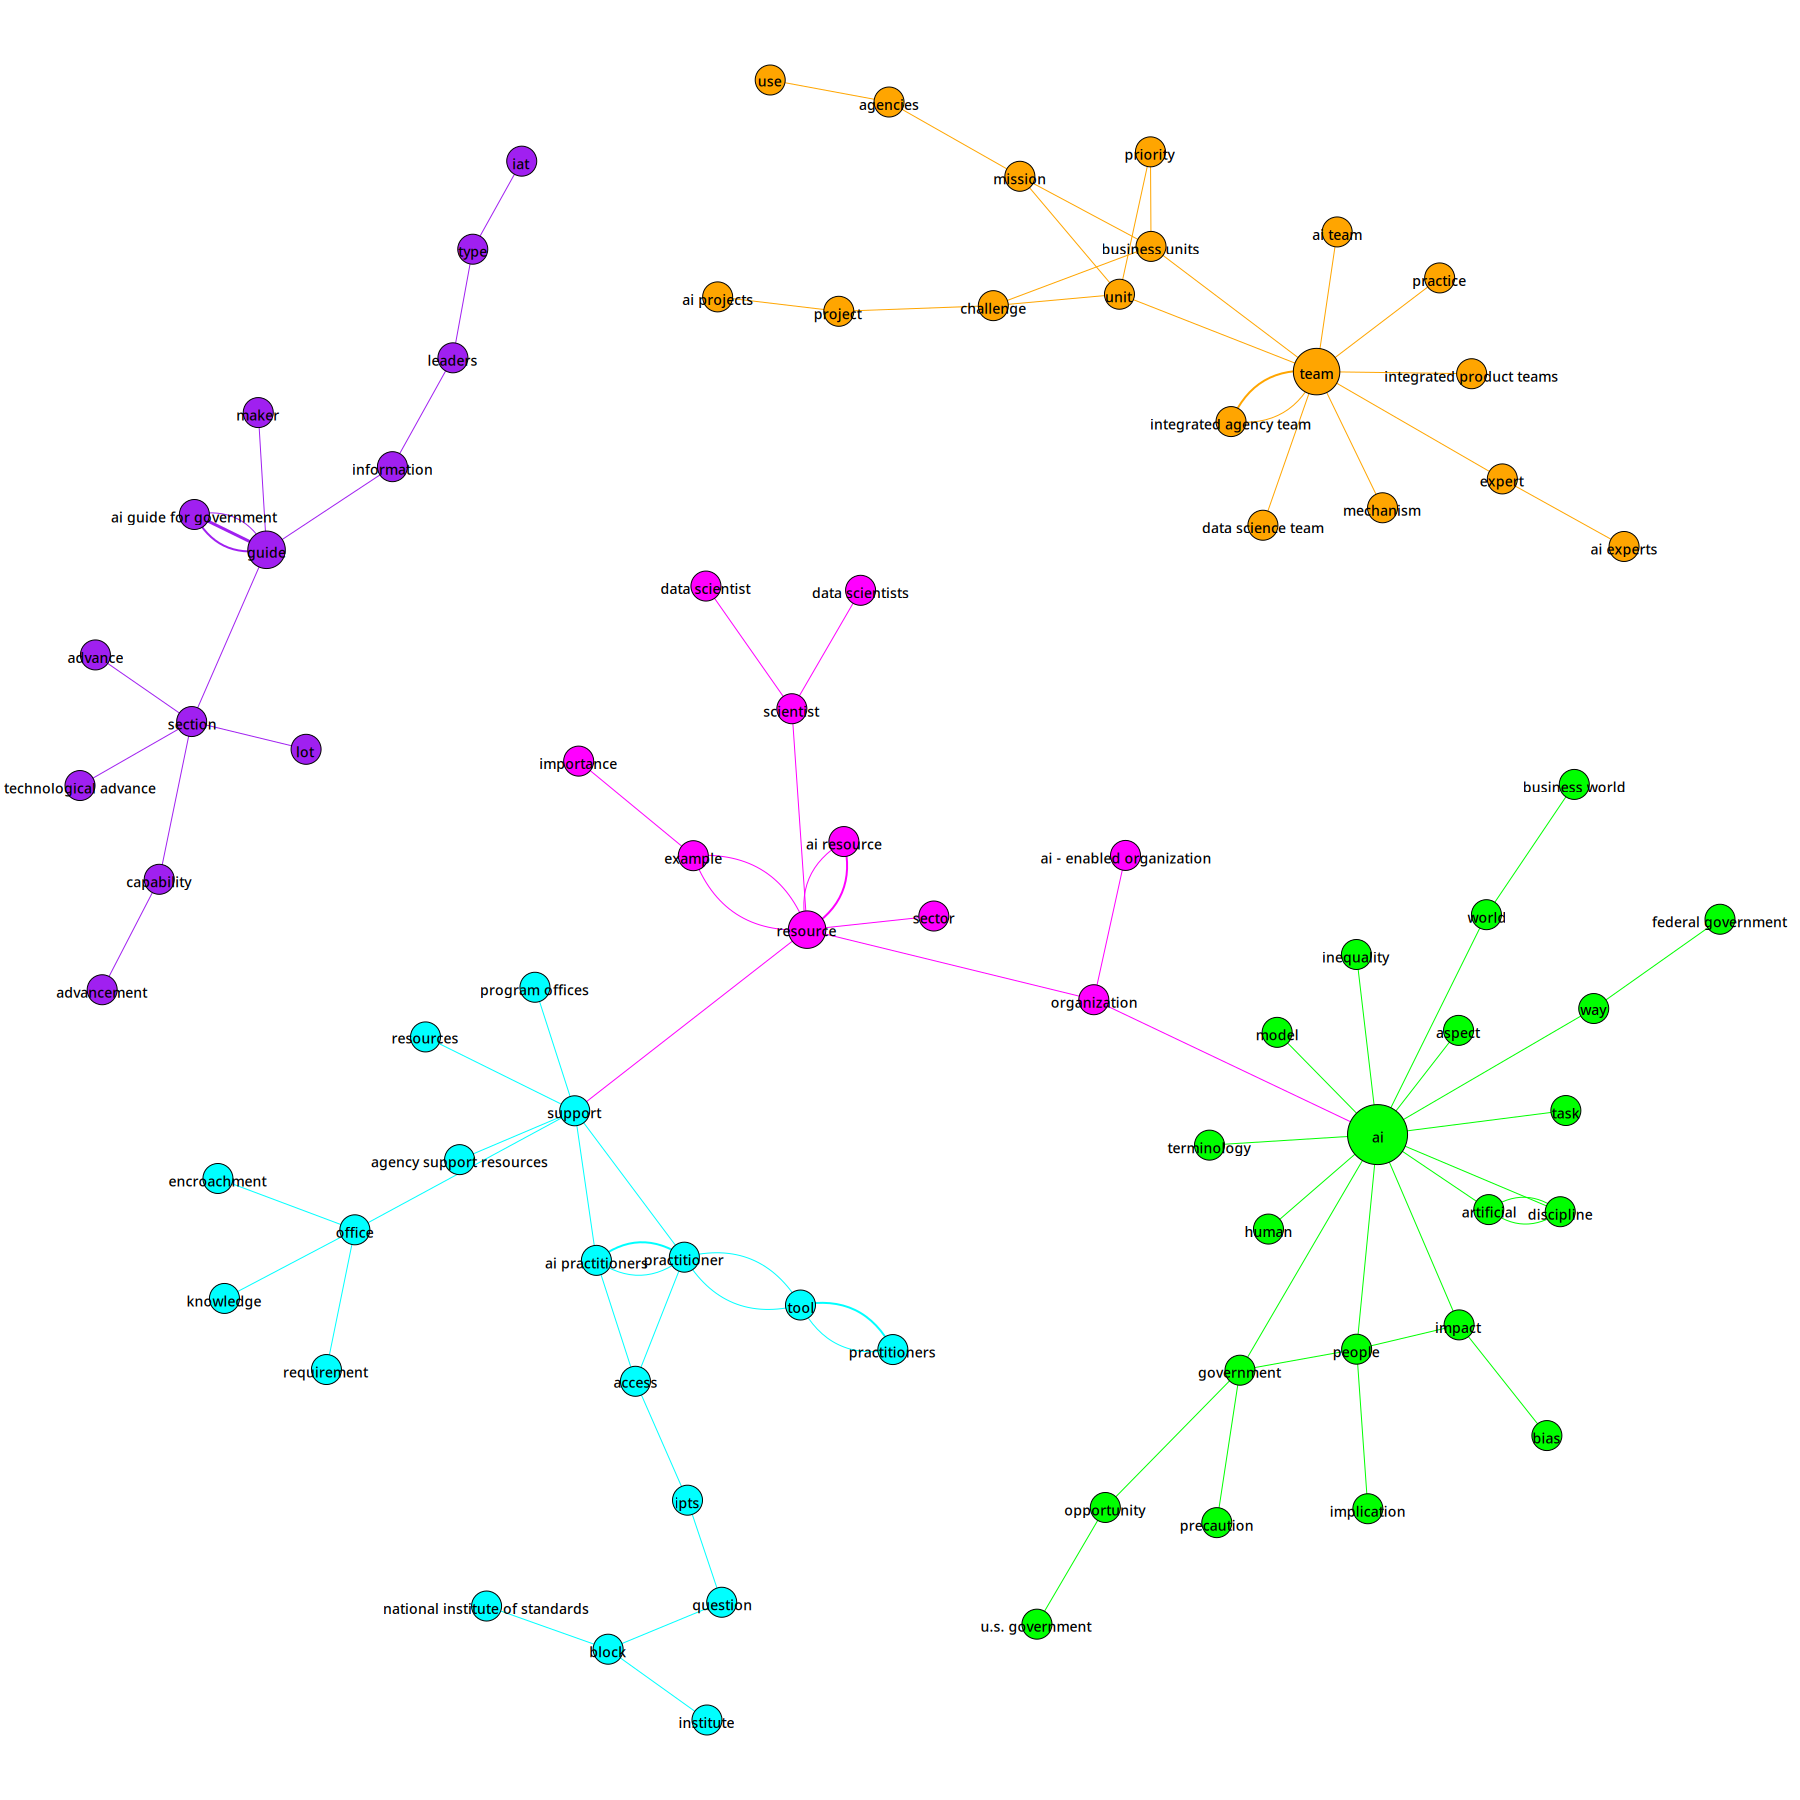 use
agencies
priority
iat
mission
ai team
type
business units
practice
ai projects
unit
project
challenge
leaders
team
integrated product teams
maker
integrated agency team
information
expert
ai guide for government
mechanism
data science team
guide
ai experts
data scientist
data scientists
advance
scientist
section
lot
importance
technological advance
business world
ai resource
example
ai - enabled organization
capability
world
sector
federal government
resource
inequality
program offices
advancement
organization
way
aspect
model
resources
support
task
ai
terminology
agency support resources
encroachment
artificial
discipline
office
human
ai practitioners
practitioner
knowledge
tool
impact
practitioners
people
requirement
government
access
bias
ipts
opportunity
implication
precaution
question
national institute of standards
u.s. government
block
institute